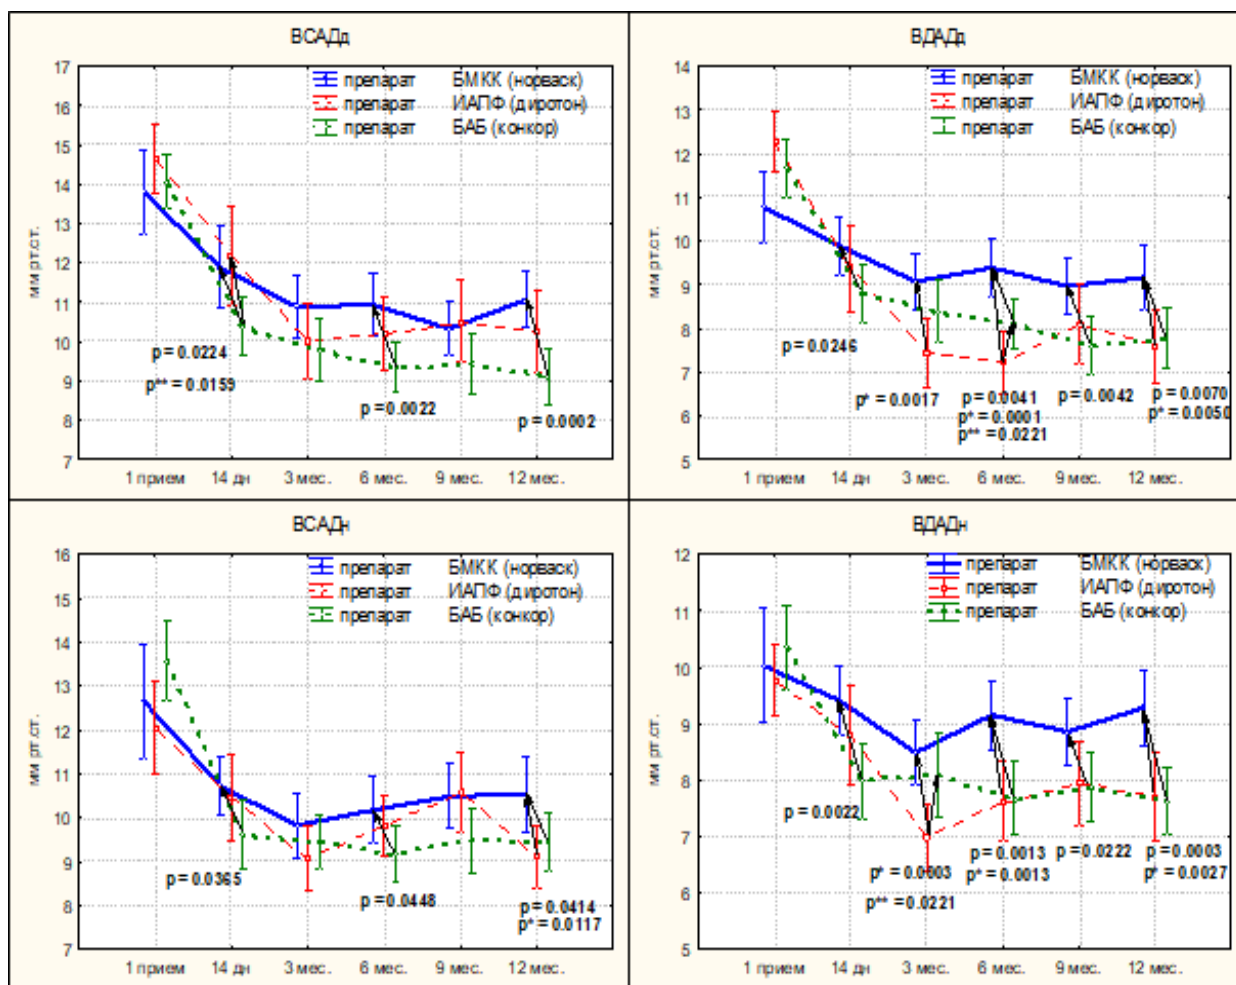 ВСАДд
17
16
15
14
13
12
11
10
9
8
7
мм рт.ст.
препарат БМКК (норваск)
препарат ИАПФ (диротон)
препарат БАБ (конкор)
p = 0.0224
p** = 0.0159
p = 0.0022
p = 0.0002
1 прием 14 дн 3 мес. 6 мес. 9 мес. 12 мес.
ВДАДд
14
13
12
11
10
9
8
7
6
5
мм рт.ст.
препарат БМКК (норваск)
препарат ИАПФ (диротон)
препарат БАБ (конкор)
p = 0.0246
p* = 0.0017
p = 0.0041
p* = 0.0001
p** = 0.0221
p = 0.0042
p = 0.0070
p* = 0.0050
1 прием 14 дн 3 мес. 6 мес. 9 мес. 12 мес.
ВСАДн
16
15
14
13
12
11
10
9
8
7
мм рт.ст.
препарат БМКК (норваск)
препарат ИАПФ (диротон)
препарат БАБ (конкор)
p = 0.0365
p = 0.0448
p = 0.0414
p* = 0.0117
1 прием 14 дн 3 мес. 6 мес. 9 мес. 12 мес.
ВДАДн
12
11
10
9
8
7
6
5
мм рт.ст.
препарат БМКК (норваск)
препарат ИАПФ (диротон)
препарат БАБ (конкор)
p = 0.0022
p* = 0.0003
p** = 0.0221
p = 0.0013
p* = 0.0013
p = 0.0222
p = 0.0003
p* = 0.0027
1 прием 14 дн 3 мес. 6 мес. 9 мес. 12 мес.